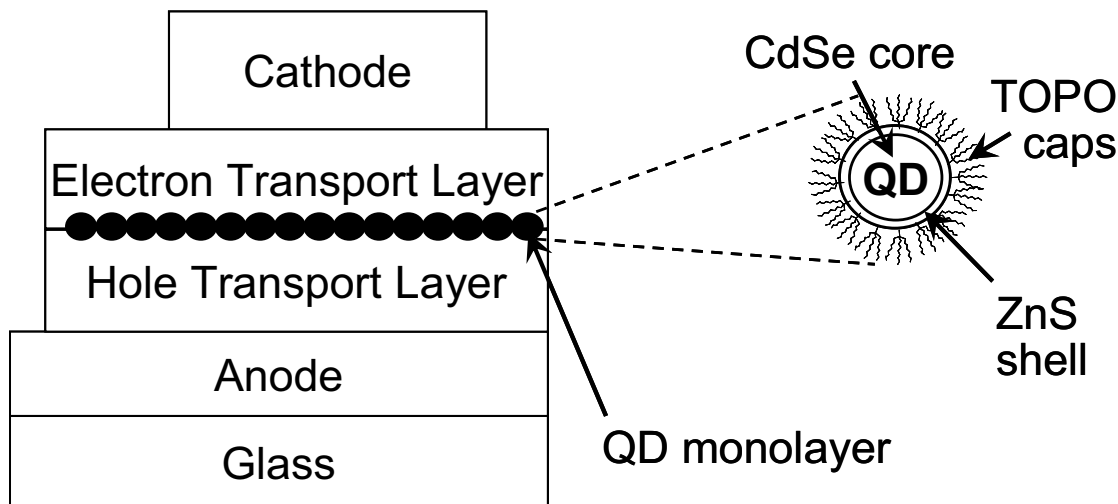 Cathode
Electron Transport Layer
Hole Transport Layer
Anode
Glass
CdSe core
TOPO
caps
QD
ZnS
shell
QD monolayer